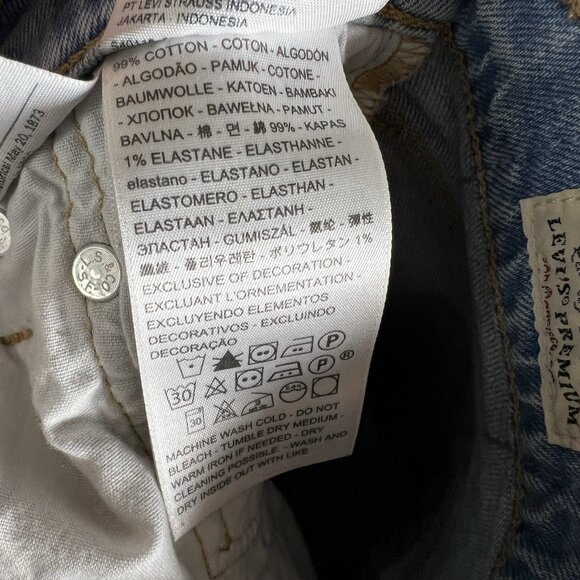 PT LEVI STRAUSS INDONESIA
JAKARTA - INDONESIA
99% COTTON - COTON - ALGODÓN
- ALGODÃO - PAMUK - COTONE -
BAUMWOLLE - KATOEN - BAMBAKI
- ХЛОПОК - BAWEŁNA - PAMUT -
BAVLNA - 棉 - 면 - 綿 99% - KAPAS
1% ELASTANE - ELASTHANNE -
elastano - ELASTANO - ELASTAN -
ELASTOMERO - ELASTHAN -
ELASTAAN - ΕΛΑΣΤΑΝΗ -
ЭЛАСТАН - GUMISZÁL - 氨纶 - 彈性
纖維 - 폴리우레탄 - ポリウレタン 1%
EXCLUSIVE OF DECORATION -
EXCLUANT L'ORNEMENTATION -
EXCLUYENDO ELEMENTOS
DECORATIVOS - EXCLUINDO
DECORAÇÃO
P
30 P ®
30
MACHINE WASH COLD - DO NOT
BLEACH - TUMBLE DRY MEDIUM -
WARM IRON IF NEEDED - DRY
CLEANING POSSIBLE - WASH AND
DRY INSIDE OUT WITH LIKE
May 20, 1873
LEVI'S PREMIUM